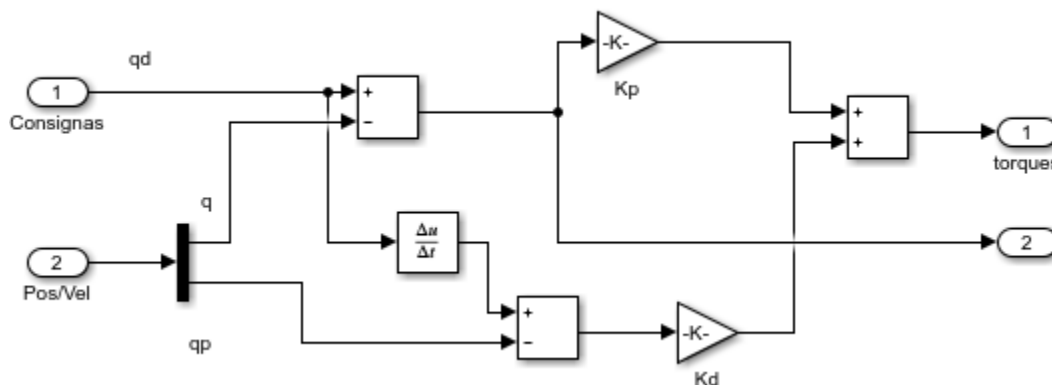 qd
1
Consignas
+
−
-K-
Kp
+
+
1
torques
q
Δu
Δt
2
2
Pos/Vel
qp
+
−
-K-
Kd